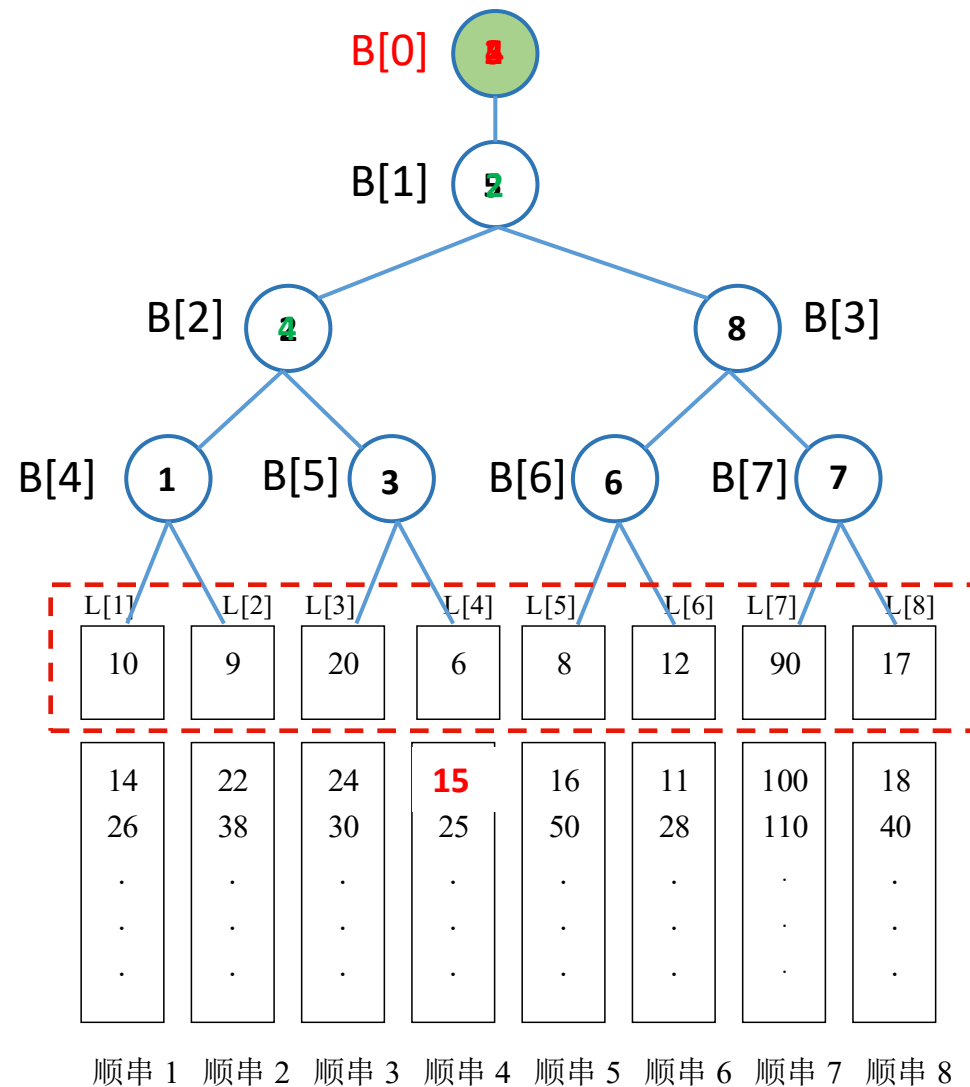 B[0]
B[1]
B[2] 8 B[3]
B[4] 1 B[5] 3 B[6] 6 B[7] 7
L[1] L[2] L[3] L[4] L[5] L[6] L[7] L[8]
10 9 20 6 8 12 90 17
14 22 24 15 16 11 100 18
26 38 30 25 50 28 110 40
. . . . . . . .
. . . . . . . .
. . . . . . . .
顺串 1 顺串 2 顺串 3 顺串 4 顺串 5 顺串 6 顺串 7 顺串 8